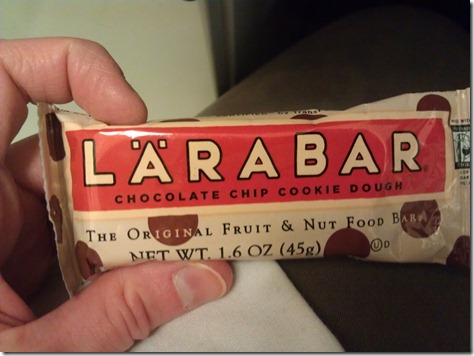 LÄRABAR®
CHOCOLATE CHIP COOKIE DOUGH
THE ORIGINAL FRUIT & NUT FOOD BAR
NET WT. 1.6 OZ (45g)
U D